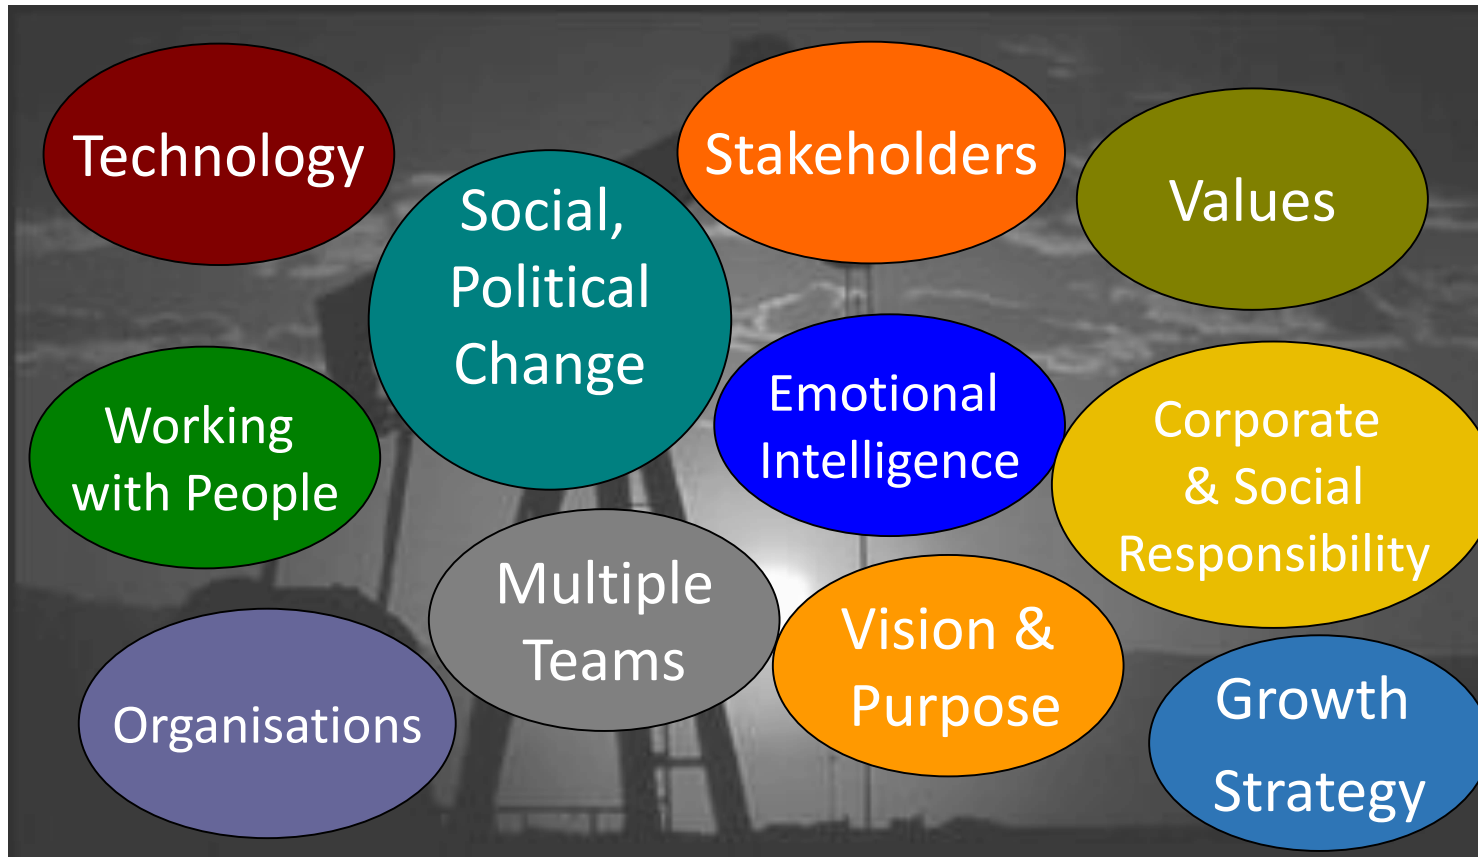 Technology
Stakeholders
Values
Social,
Political
Change
Working
with People
Emotional
Intelligence
Corporate
& Social
Responsibility
Multiple
Teams
Vision &
Purpose
Organisations
Growth
Strategy